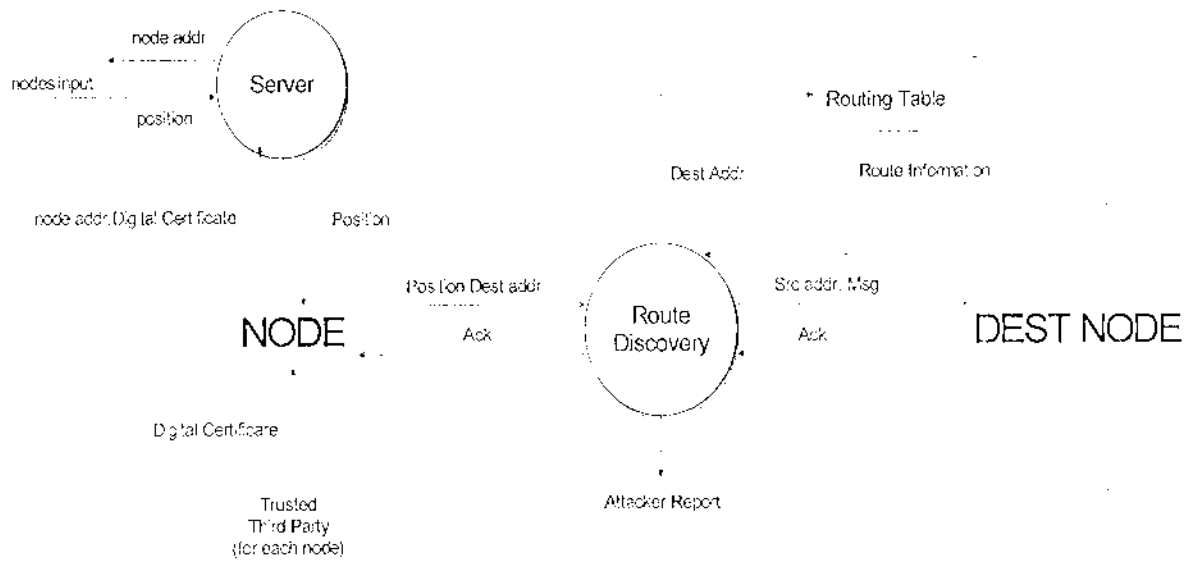 node addr
nodes input
Server
position
Routing Table
Dest Addr
Route Information
node addr, Digital Certificate
Position
Position Dest addr
Src addr, Msg
NODE
Ack
Route
Discovery
Ack
DEST NODE
Digital Certificate
Attacker Report
Trusted
Third Party
(for each node)